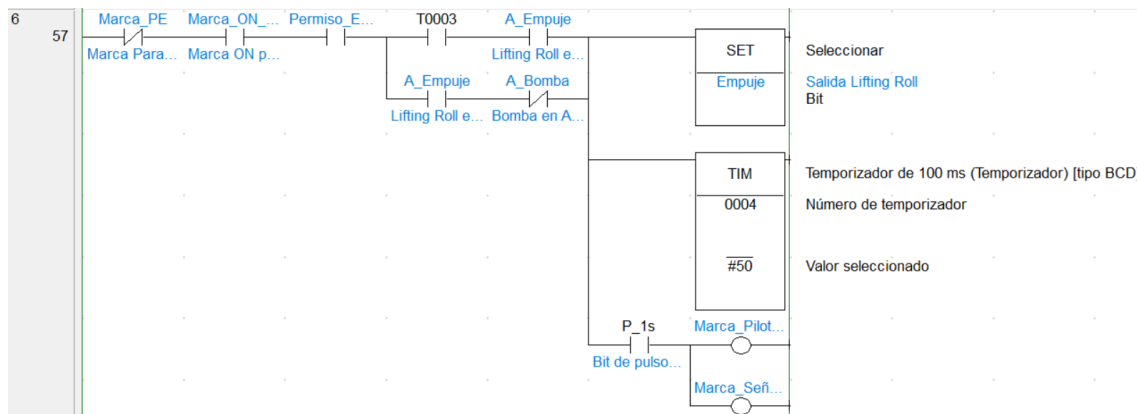 6
57
Marca_PE Marca_ON_... Permiso_E... T0003 A_Empuje
Marca Para... Marca ON p... Lifting Roll e...
A_Empuje A_Bomba
Lifting Roll e... Bomba en A...
SET Seleccionar
Empuje Salida Lifting Roll
Bit
TIM Temporizador de 100 ms (Temporizador) [tipo BCD]
0004 Número de temporizador
#50 Valor seleccionado
P_1s Marca_Pilot...
Bit de pulso...
Marca_Señ...